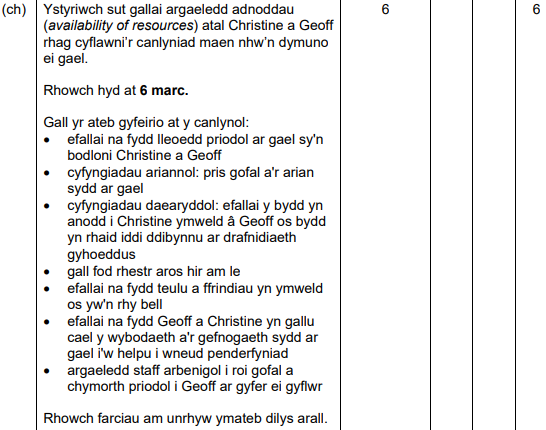 (ch) Ystyriwch sut gallai argaeledd adnoddau 6 6
(availability of resources) atal Christine a Geoff
rhag cyflawni'r canlyniad maen nhw'n dymuno
ei gael.
Rhowch hyd at 6 marc.
Gall yr ateb gyfeirio at y canlynol:
• efallai na fydd lleoedd priodol ar gael sy'n
bodloni Christine a Geoff
• cyfyngiadau ariannol: pris gofal a'r arian
sydd ar gael
• cyfyngiadau daearyddol: efallai y bydd yn
anodd i Christine ymweld â Geoff os bydd
yn rhaid iddi ddibynnu ar drafnidiaeth
gyhoeddus
• gall fod rhestr aros hir am le
• efallai na fydd teulu a ffrindiau yn ymweld
os yw'n rhy bell
• efallai na fydd Geoff a Christine yn gallu
cael y wybodaeth a'r gefnogaeth sydd ar
gael i'w helpu i wneud penderfyniad
• argaeledd staff arbenigol i roi gofal a
chymorth priodol i Geoff ar gyfer ei gyflwr
Rhowch farciau am unrhyw ymateb dilys arall.